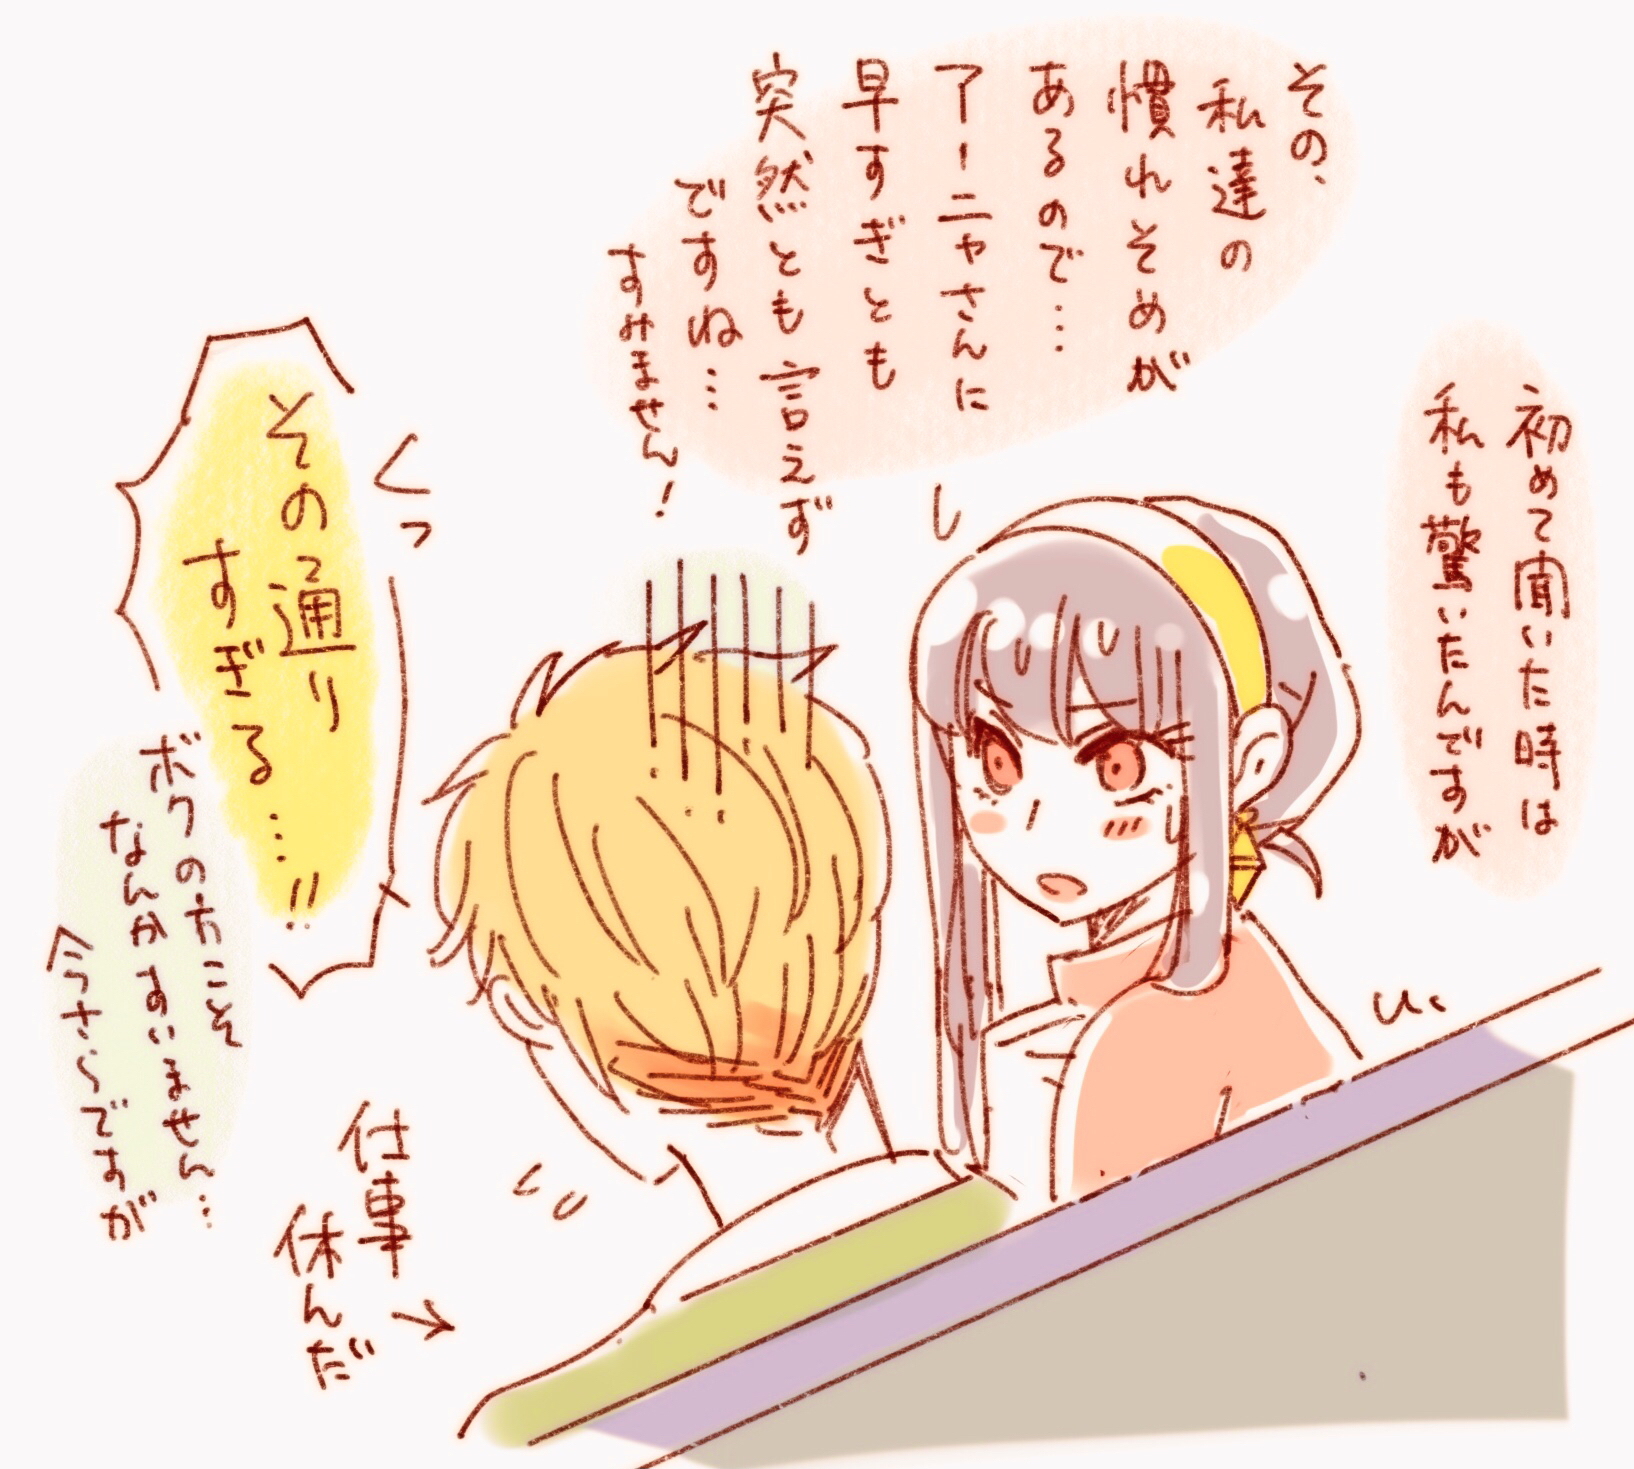 初めて聞いた時は
私も驚いたんですが
その、
私達の
慣れそめが
あるので…
アーニャさんに
早すぎとも
突然とも言えず
ですね…
すみません!
くっ
その通り
すぎる…!!
ボクの方こそ
なんかすいません…
今さら〜ですが
仕事
休んだ
→